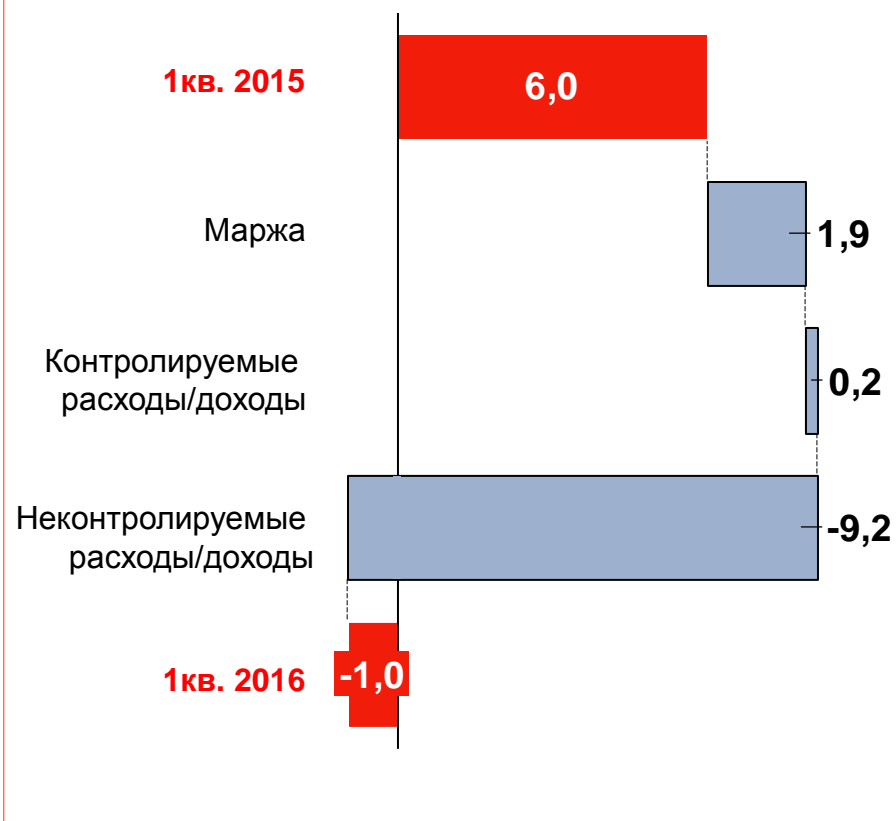 1кв. 2015
6,0
Маржа
1,9
Контролируемые
расходы/доходы
0,2
Неконтролируемые
расходы/доходы
-9,2
1кв. 2016
-1,0